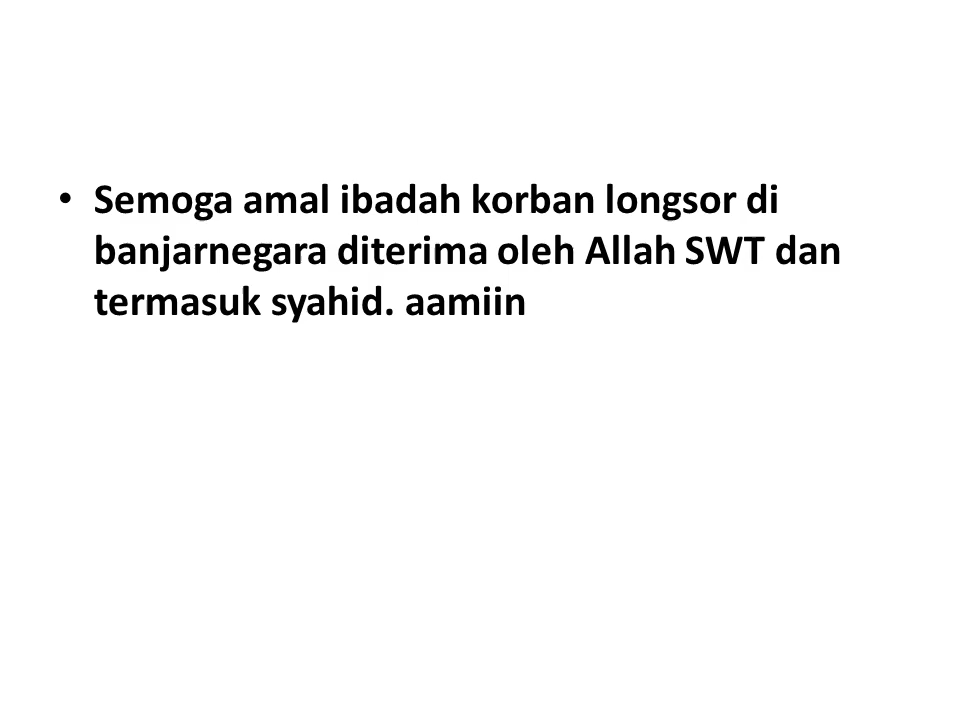 • Semoga amal ibadah korban longsor di
banjarnegara diterima oleh Allah SWT dan
termasuk syahid. aamiin